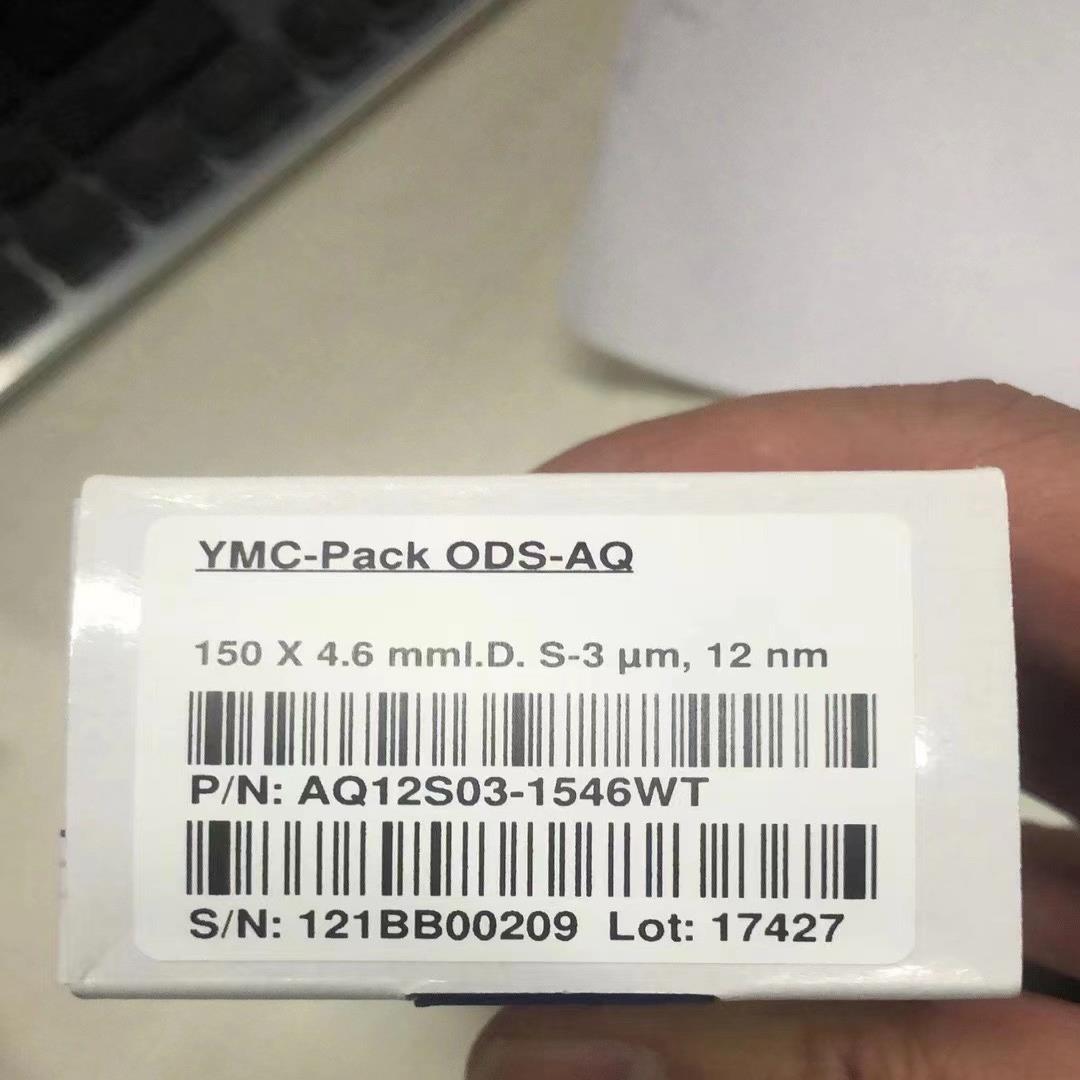 YMC-Pack ODS-AQ
150 X 4.6 mmI.D. S-3 µm, 12 nm
P/N: AQ12S03-1546WT
S/N: 121BB00209 Lot: 17427